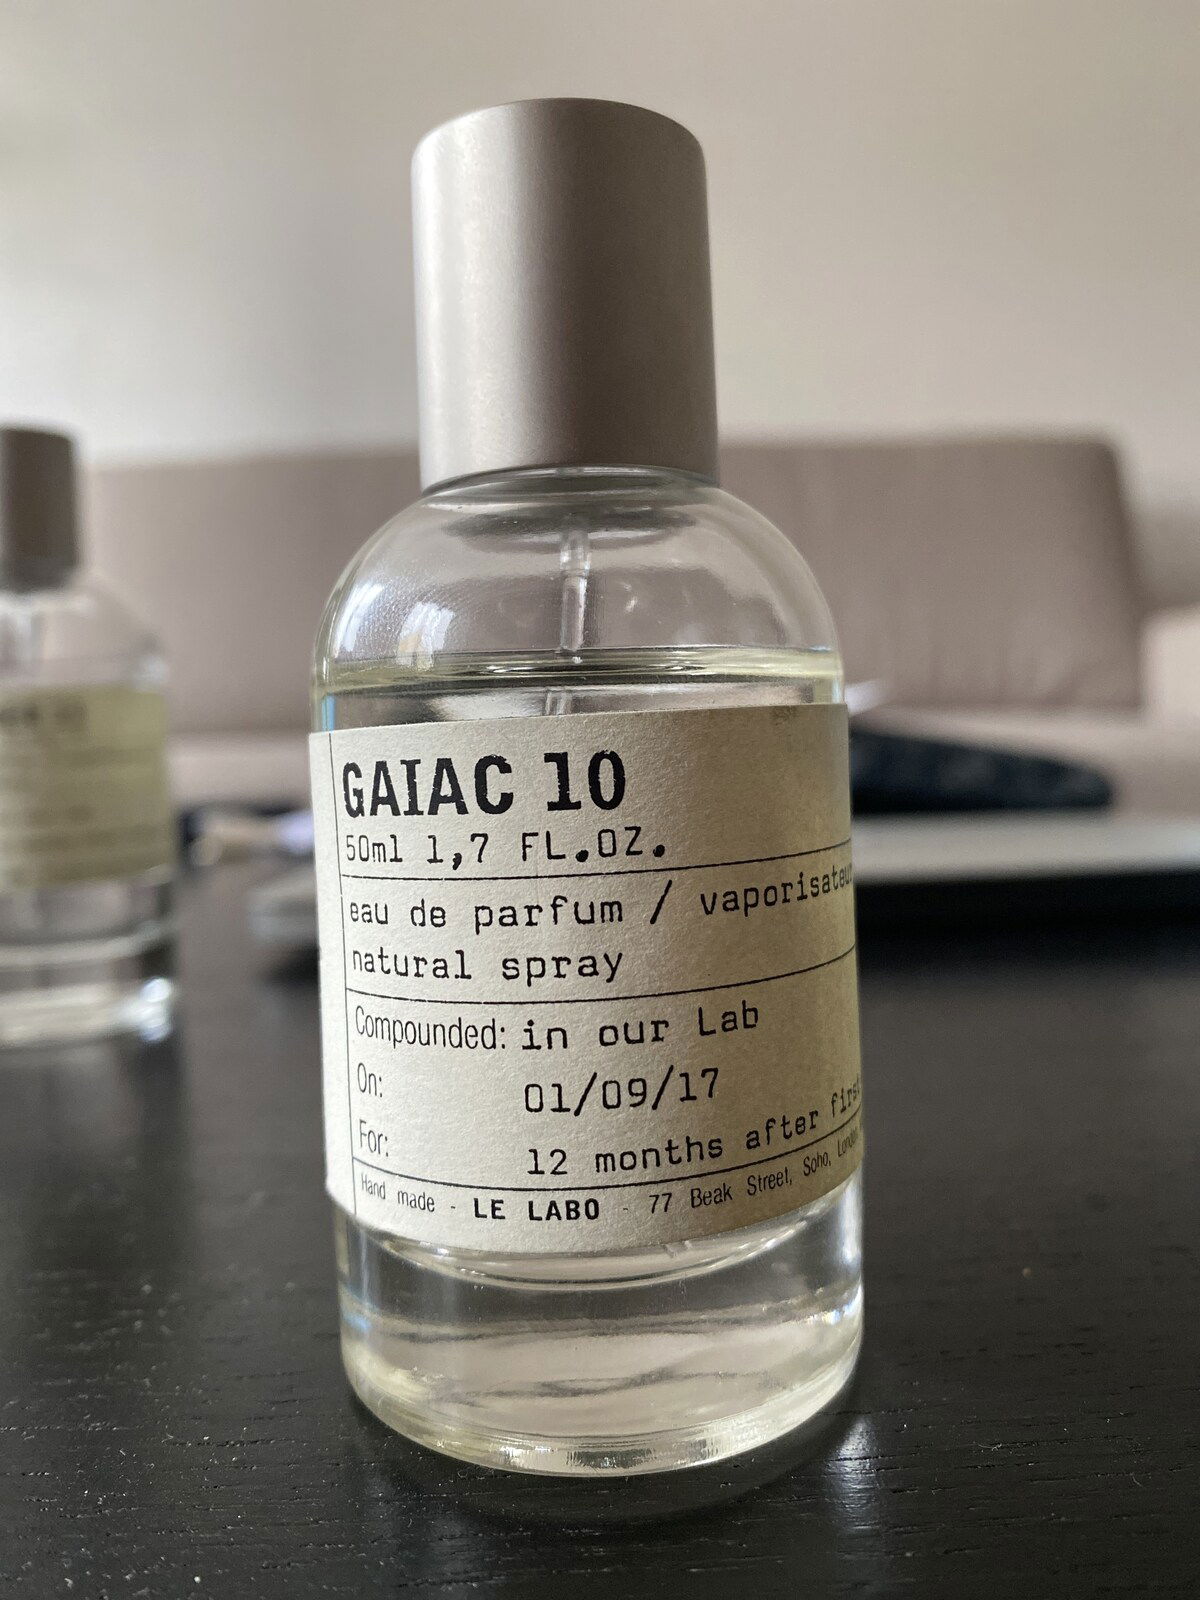 GAIAC 10
50ml 1,7 FL.OZ.
eau de parfum / vaporisateur
natural spray
Compounded: in our Lab
On: 01/09/17
For: 12 months after first
Hand made - LE LABO - 77 Beak Street, Soho, London